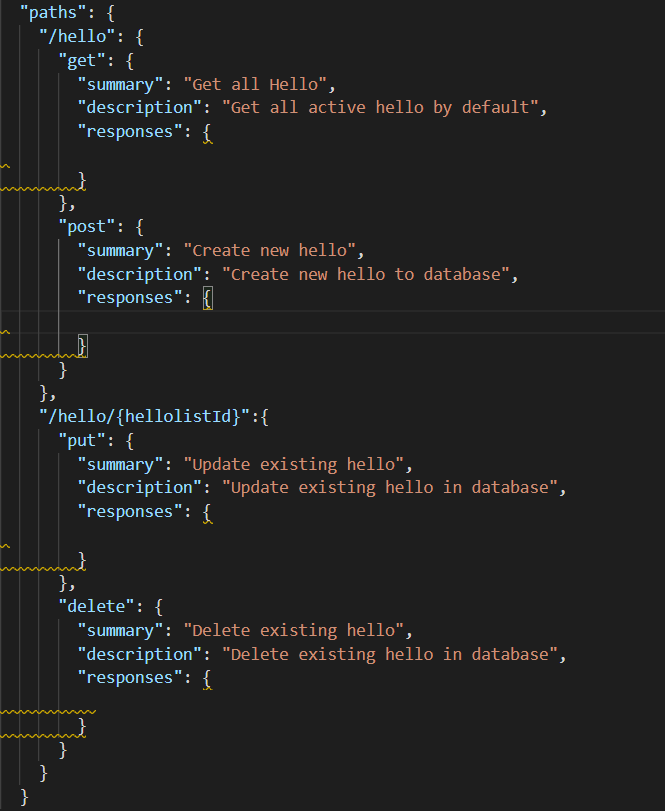 "paths": {
"/hello": {
"get": {
"summary": "Get all Hello",
"description": "Get all active hello by default",
"responses": {
}
},
"post": {
"summary": "Create new hello",
"description": "Create new hello to database",
"responses": {
}
}
},
"/hello/{hellolistId}":{
"put": {
"summary": "Update existing hello",
"description": "Update existing hello in database",
"responses": {
}
},
"delete": {
"summary": "Delete existing hello",
"description": "Delete existing hello in database",
"responses": {
}
}
}
}